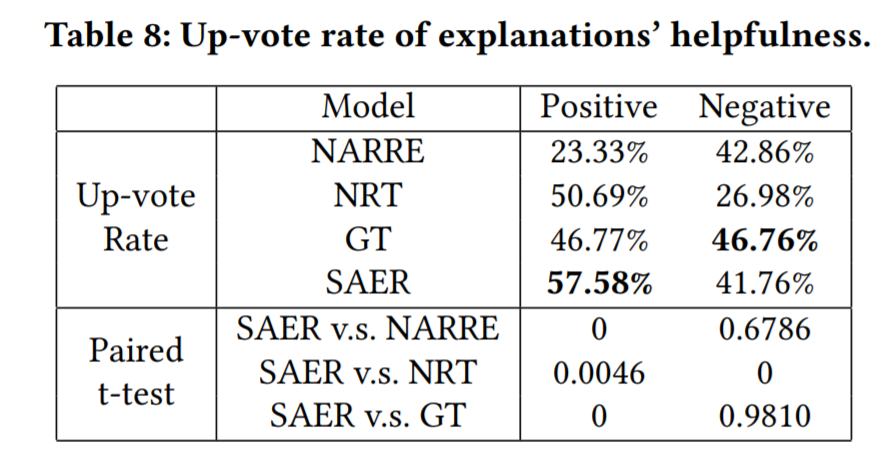 Table 8: Up-vote rate of explanations' helpfulness.
Model Positive Negative
NARRE 23.33% 42.86%
Up-vote Rate
NRT 50.69% 26.98%
GT 46.77% 46.76%
SAER 57.58% 41.76%
Paired t-test
SAER v.s. NARRE 0 0.6786
SAER v.s. NRT 0.0046 0
SAER v.s. GT 0 0.9810